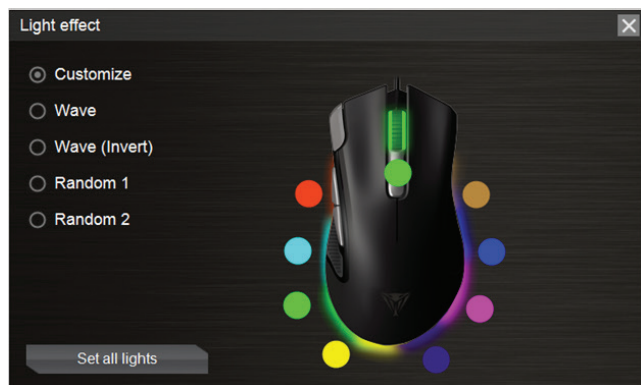 Light effect
Customize
Wave
Wave (Invert)
Random 1
Random 2
Set all lights